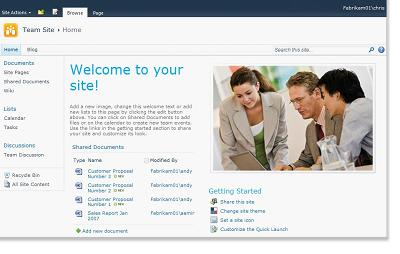 Site Actions
Browse
Page
Fabrikam01\chris
Team Site › Home
Home
Blog
Search this site...
Documents
Site Pages
Shared Documents
Wiki
Lists
Calendar
Tasks
Discussions
Team Discussion
Recycle Bin
All Site Content
Welcome to your
site!
Add a new image, change this welcome text or add
new lists to this page by clicking the edit button
above. You can click on Shared Documents to add
files or on the calendar to create new team events.
Use the links in the getting started section to share
your site and customize its look.
Shared Documents
Type Name Modified By
Customer Proposal Fabrikam01\andy
Number 2 NEW
Customer Proposal Fabrikam01\andy
Number 3 NEW
Customer Proposal Fabrikam01\andy
Number 1 NEW
Sales Report Jan
2007
Add new document
Getting Started
Share this site
Change site theme
Set a site icon
Customize the Quick Launch